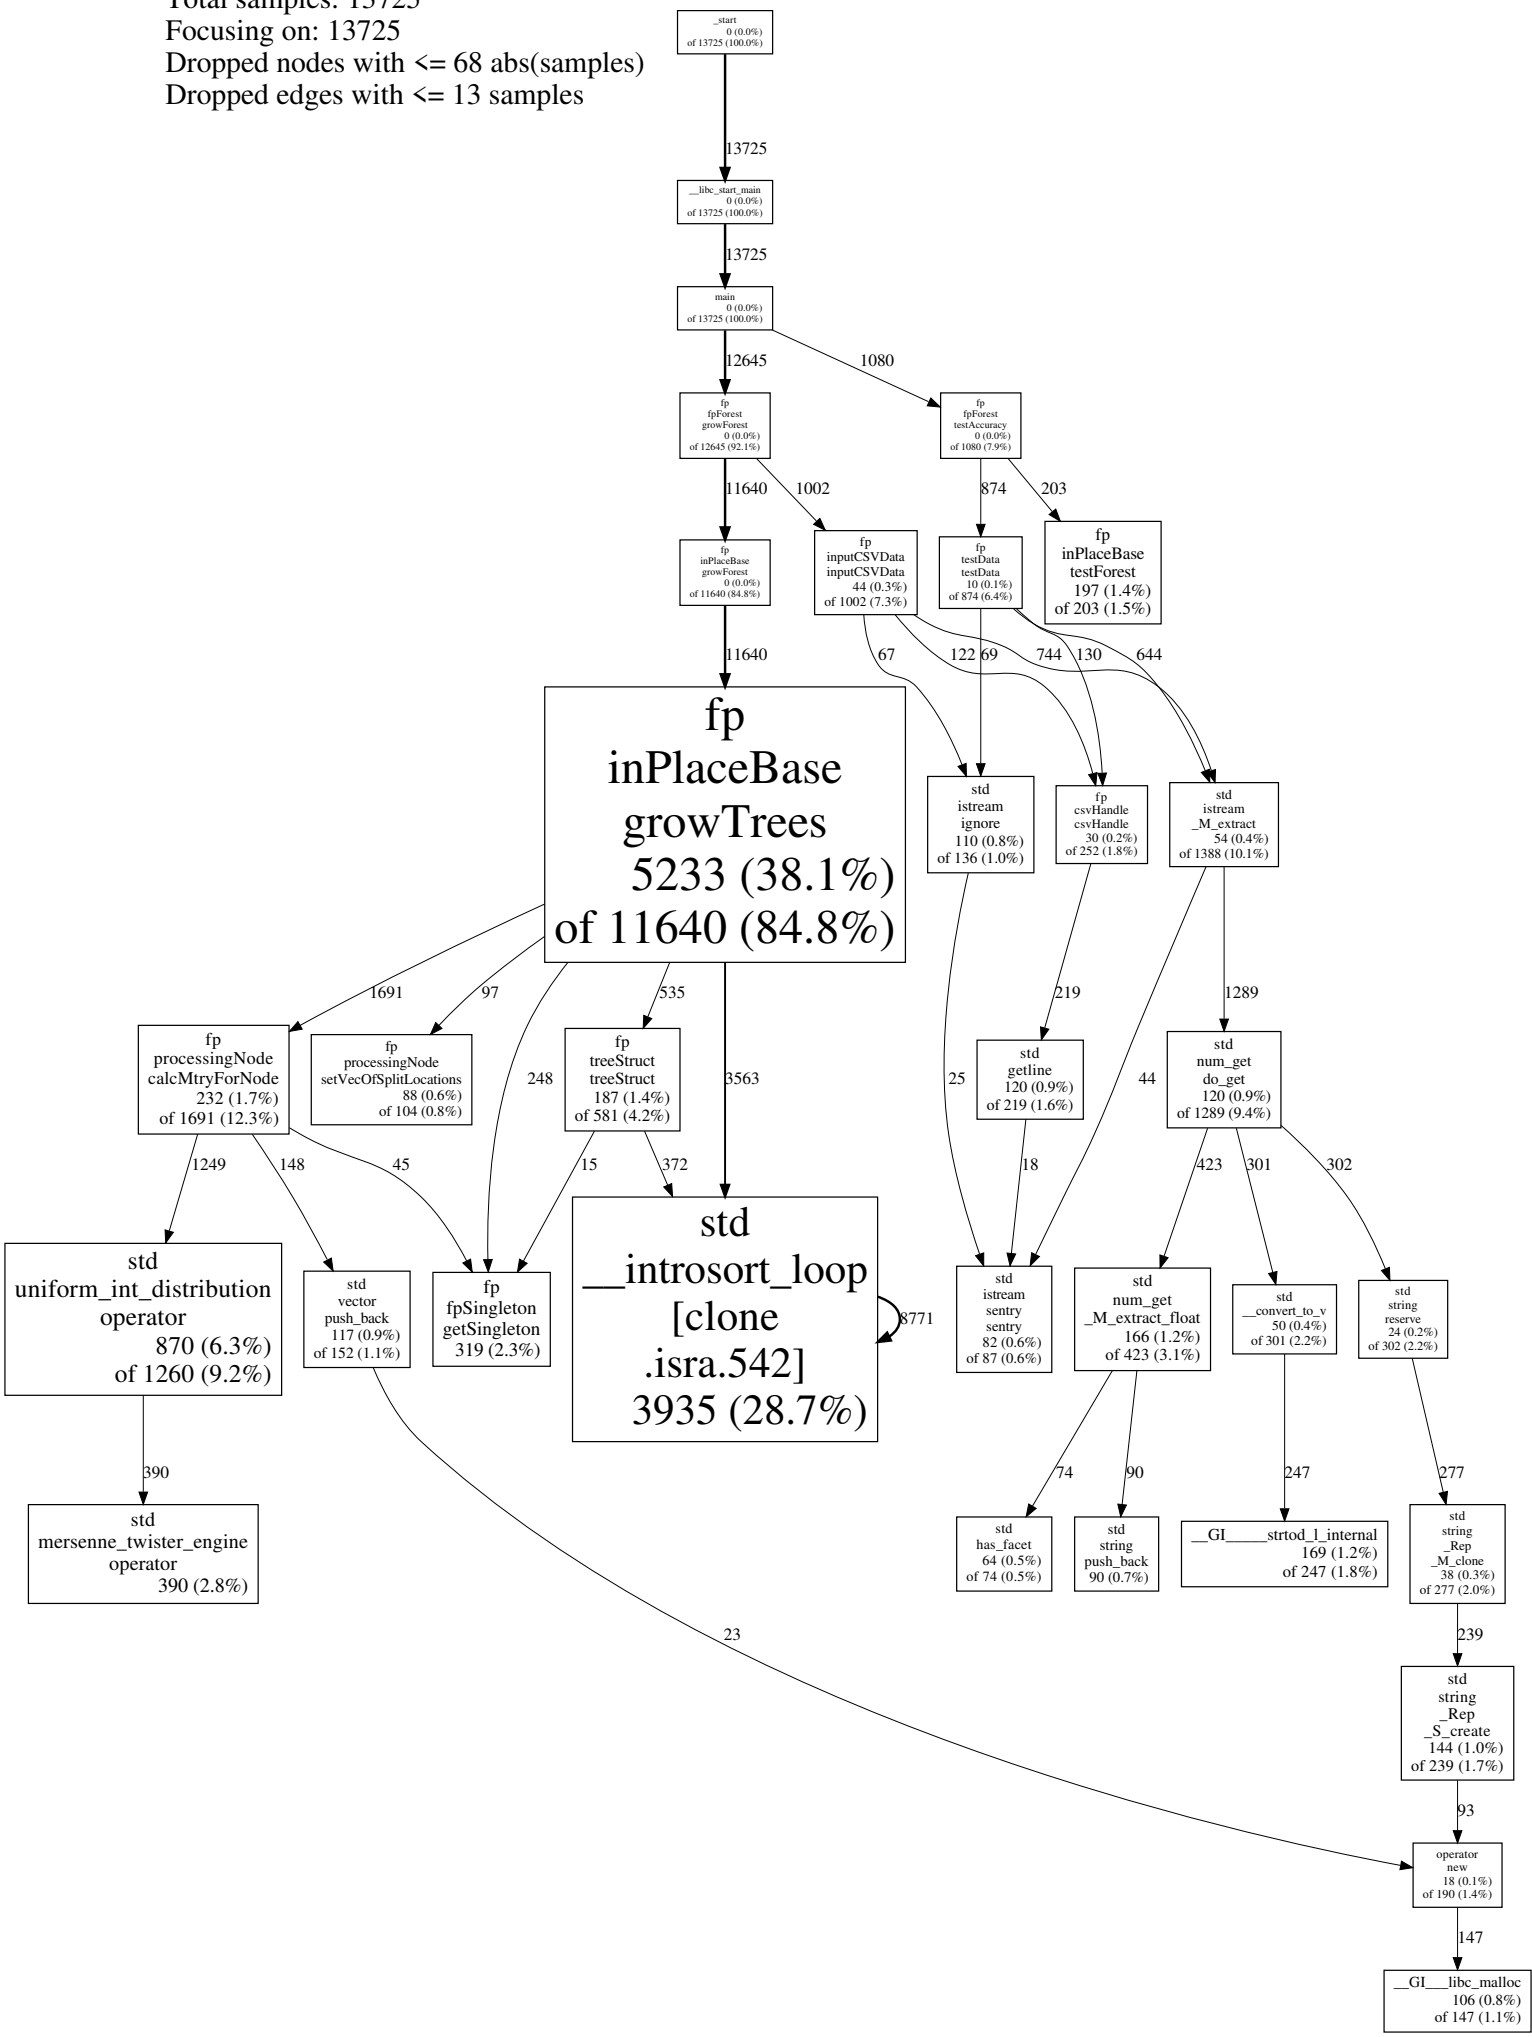 Total samples: 13725
Focusing on: 13725
Dropped nodes with <= 68 abs(samples)
Dropped edges with <= 13 samples
_start
0 (0.0%)
of 13725 (100.0%)
13725
__libc_start_main
0 (0.0%)
of 13725 (100.0%)
13725
main
0 (0.0%)
of 13725 (100.0%)
12645
1080
fp
fpForest
growForest
0 (0.0%)
of 12645 (92.1%)
fp
fpForest
testAccuracy
0 (0.0%)
of 1080 (7.9%)
11640
1002
874
203
fp
inPlaceBase
growForest
0 (0.0%)
of 11640 (84.8%)
fp
inputCSVData
inputCSVData
44 (0.3%)
of 1002 (7.3%)
fp
testData
testData
10 (0.1%)
of 874 (6.4%)
fp
inPlaceBase
testForest
197 (1.4%)
of 203 (1.5%)
11640
67
122
69
744
130
644
fp
inPlaceBase
growTrees
5233 (38.1%)
of 11640 (84.8%)
std
istream
ignore
110 (0.8%)
of 136 (1.0%)
fp
csvHandle
csvHandle
30 (0.2%)
of 252 (1.8%)
std
istream
_M_extract
54 (0.4%)
of 1388 (10.1%)
1691
97
248
535
3563
25
219
44
1289
fp
processingNode
calcMtryForNode
232 (1.7%)
of 1691 (12.3%)
fp
processingNode
setVecOfSplitLocations
88 (0.6%)
of 104 (0.8%)
fp
treeStruct
treeStruct
187 (1.4%)
of 581 (4.2%)
std
getline
120 (0.9%)
of 219 (1.6%)
std
num_get
do_get
120 (0.9%)
of 1289 (9.4%)
1249
148
45
15
372
18
423
301
302
std
uniform_int_distribution
operator
870 (6.3%)
of 1260 (9.2%)
std
vector
push_back
117 (0.9%)
of 152 (1.1%)
fp
fpSingleton
getSingleton
319 (2.3%)
std
__introsort_loop
[clone
.isra.542]
3935 (28.7%)
8771
std
istream
sentry
sentry
82 (0.6%)
of 87 (0.6%)
std
num_get
_M_extract_float
166 (1.2%)
of 423 (3.1%)
std
__convert_to_v
50 (0.4%)
of 301 (2.2%)
std
string
reserve
24 (0.2%)
of 302 (2.2%)
390
74
90
247
277
std
mersenne_twister_engine
operator
390 (2.8%)
std
has_facet
64 (0.5%)
of 74 (0.5%)
std
string
push_back
90 (0.7%)
__GI_____strtod_l_internal
169 (1.2%)
of 247 (1.8%)
std
string
_Rep
_M_clone
38 (0.3%)
of 277 (2.0%)
23
239
std
string
_Rep
_S_create
144 (1.0%)
of 239 (1.7%)
93
operator
new
18 (0.1%)
of 190 (1.4%)
147
__GI___libc_malloc
106 (0.8%)
of 147 (1.1%)